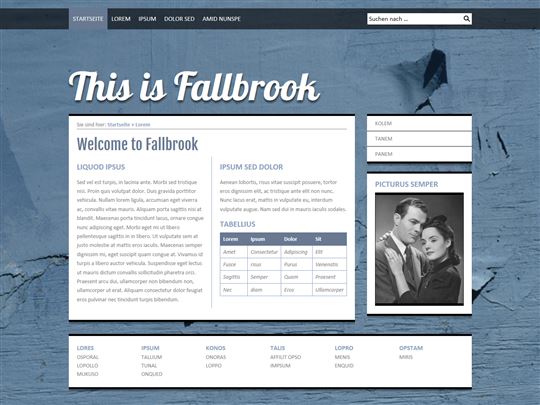 STARTSEITE LOREM IPSUM DOLOR SED AMID NUNSPE
Suchen nach ...
This is Fallbrook
Sie sind hier: Startseite » Lorem
Welcome to Fallbrook
LIQUOD IPSUS
Sed vel est turpis, in lacinia ante. Morbi sed tristique
nisi. Proin quis volutpat dolor. Duis gravida porttitor
vehicula. Nullam lorem ligula, accumsan eget viverra
ac, convallis vitae mauris. Aliquam porta sagittis nisi at
blandit. Maecenas porta tincidunt lacus, ornare congue
nunc adipiscing eget. Morbi eget mi ut libero
pellentesque sagittis in in libero. Ut vulputate sem at
justo molestie at mattis eros iaculis. Maecenas semper
dignissim mi, eget suscipit quam congue at. Vivamus ut
turpis a libero auctor vehicula. Suspendisse eget lectus
ut mauris dictum convallis sollicitudin pharetra orci.
Praesent arcu dui, ullamcorper non bibendum non,
ullamcorper ut erat. Aliquam consectetur dolor feugiat
eros pulvinar nec tincidunt turpis bibendum.
IPSUM SED DOLOR
Aenean lobortis, risus vitae suscipit posuere, tortor
eros dignissim elit, ac tristique ante elit non nunc.
Nunc lacus erat, mattis in vulputate eu, interdum
vulputate augue. Nam sed dui in mauris iaculis sodales.
TABELLIUS
Lorem Ipsum Dolor Sit
Amet Consectetur Adipiscing Elit
Fusce risus Purus Venenatis
Sagittis Semper Quam Praesent
Nec diam Eros Ullamcorper
KOLEM
TANEM
PANEM
PICTURUS SEMPER
LORES IPSUM KONOS TALIS LOPRO OPSTAM
OSPORAL TALLIUM ONORAS AFFILIT OPSO MENIS MIRIS
LOPOLLO TUNAL LOPPO IMPSUM ENQUID
MUKUSO ONQUED